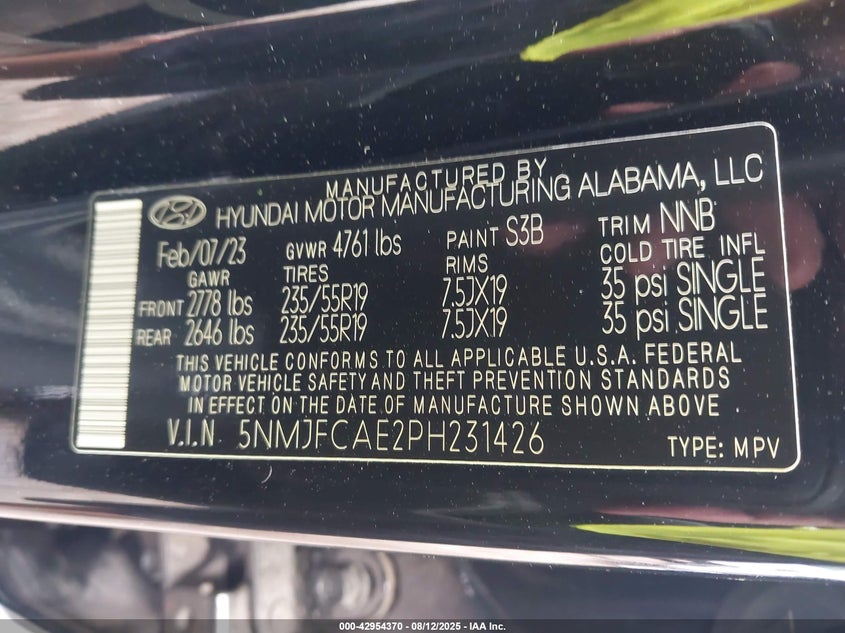 MANUFACTURED BY
HYUNDAI MOTOR MANUFACTURING ALABAMA, LLC
Feb/07/23 GVWR 4761 lbs PAINT S3B TRIM NNB
GAWR TIRES RIMS COLD TIRE INFL
FRONT 2778 lbs 235/55R19 7.5JX19 35 psi SINGLE
REAR 2646 lbs 235/55R19 7.5JX19 35 psi SINGLE
THIS VEHICLE CONFORMS TO ALL APPLICABLE U.S.A. FEDERAL
MOTOR VEHICLE SAFETY AND THEFT PREVENTION STANDARDS
IN EFFECT ON THE DATE OF MANUFACTURE SHOWN ABOVE
V.I.N 5NMJFCAE2PH231426 TYPE: MPV
000-42954370 - 08/12/2025 - IAA Inc.